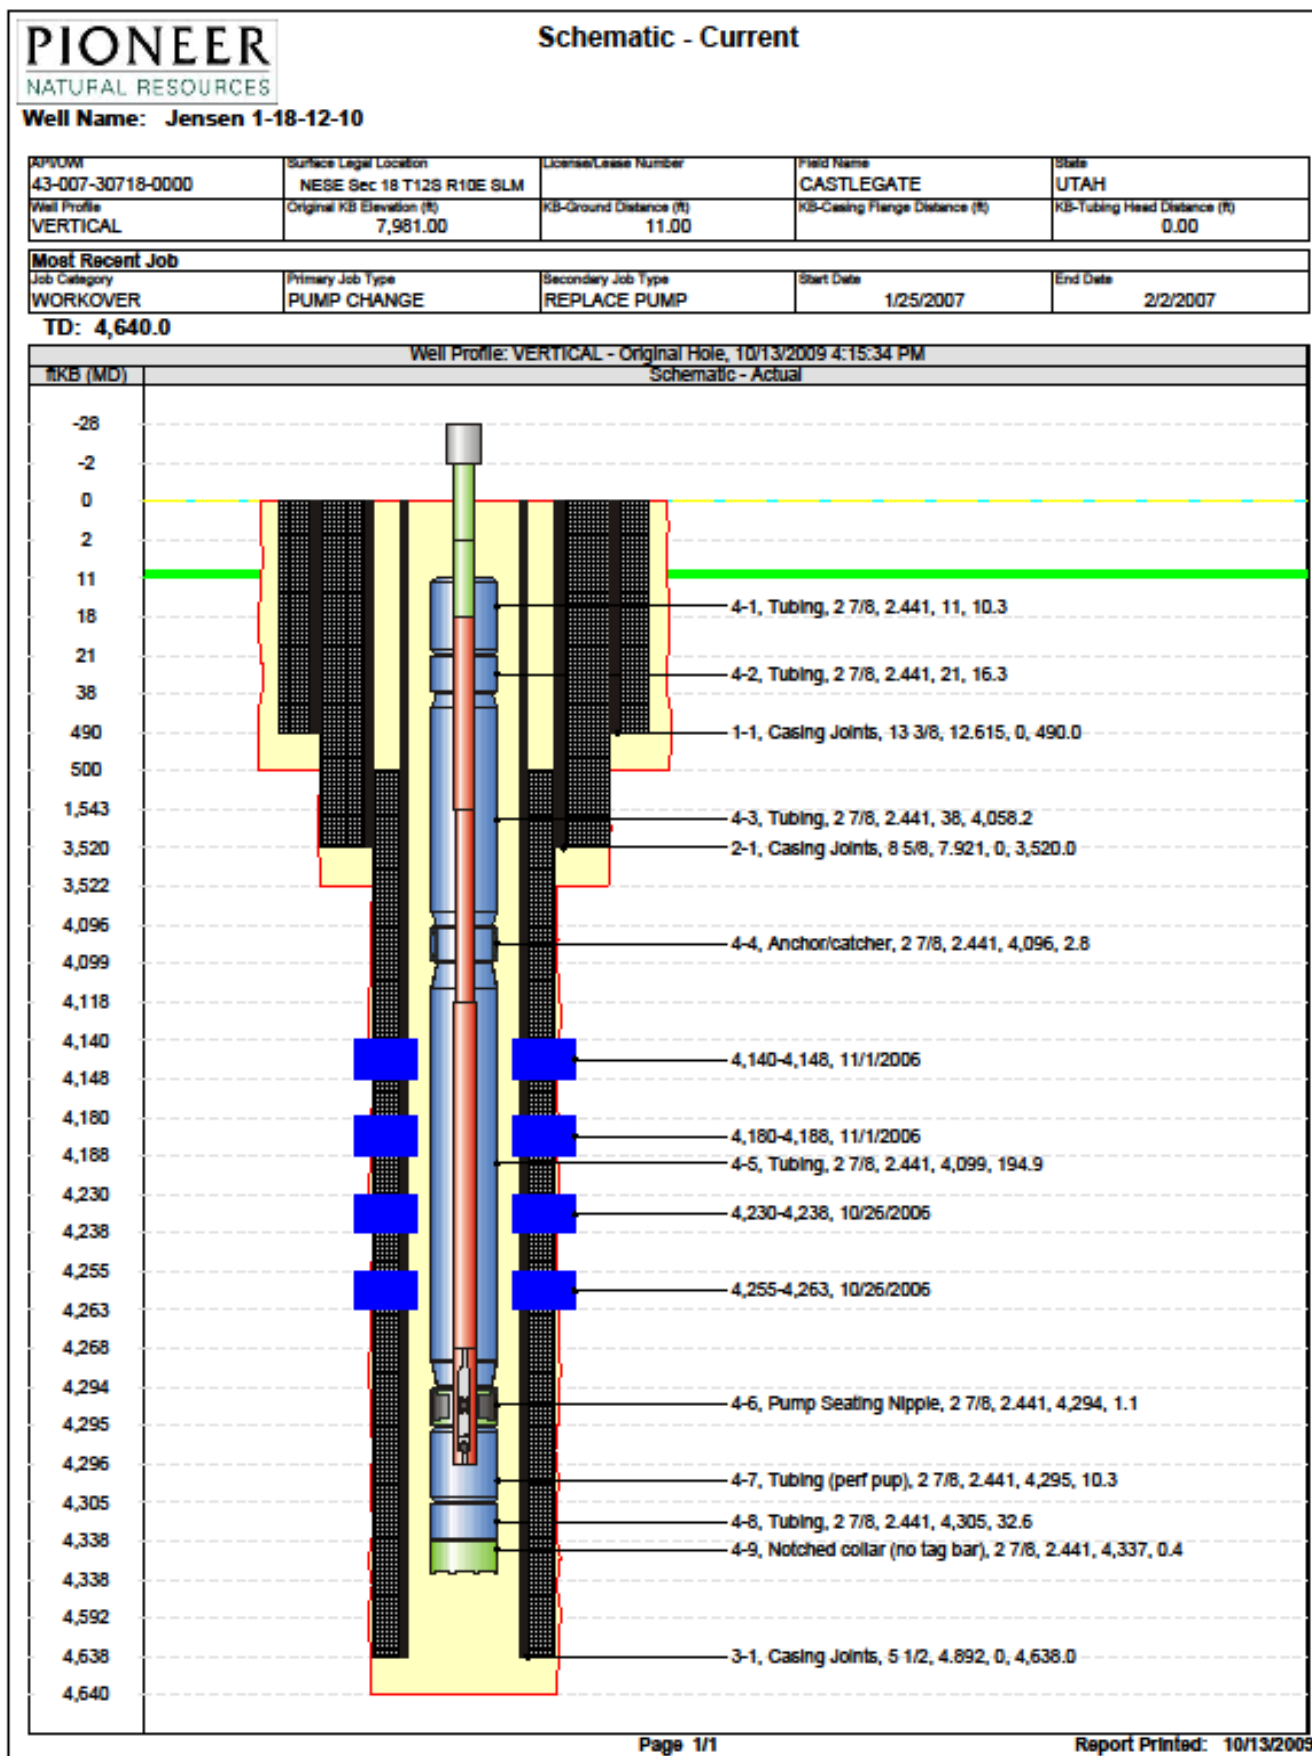 PIONEER
NATURAL RESOURCES
Schematic - Current
Well Name: Jensen 1-18-12-10
API/UWI Surface Legal Location License/Lease Number Field Name State
43-007-30718-0000 NESE Sec 18 T12S R10E SLM CASTLEGATE UTAH
Well Profile Original KB Elevation (ft) KB-Ground Distance (ft) KB-Casing Flange Distance (ft) KB-Tubing Head Distance (ft)
VERTICAL 7,981.00 11.00 0.00
Most Recent Job
Job Category Primary Job Type Secondary Job Type Start Date End Date
WORKOVER PUMP CHANGE REPLACE PUMP 1/25/2007 2/2/2007
TD: 4,640.0
Well Profile: VERTICAL - Original Hole, 10/13/2009 4:15:34 PM
ftKB (MD) Schematic - Actual
-28
-2
0
2
11
4-1, Tubing, 2 7/8, 2.441, 11, 10.3
18
21
4-2, Tubing, 2 7/8, 2.441, 21, 16.3
38
490 1-1, Casing Joints, 13 3/8, 12.615, 0, 490.0
500
1,543
4-3, Tubing, 2 7/8, 2.441, 38, 4,058.2
3,520 2-1, Casing Joints, 8 5/8, 7.921, 0, 3,520.0
3,522
4,096
4-4, Anchor/catcher, 2 7/8, 2.441, 4,096, 2.8
4,099
4,118
4,140
4,140-4,148, 11/1/2006
4,148
4,180
4,180-4,188, 11/1/2006
4,188
4-5, Tubing, 2 7/8, 2.441, 4,099, 194.9
4,230
4,230-4,238, 10/26/2006
4,238
4,255
4,255-4,263, 10/26/2006
4,263
4,268
4,294
4-6, Pump Seating Nipple, 2 7/8, 2.441, 4,294, 1.1
4,295
4,296
4-7, Tubing (perf pup), 2 7/8, 2.441, 4,295, 10.3
4,305
4-8, Tubing, 2 7/8, 2.441, 4,305, 32.6
4,338
4-9, Notched collar (no tag bar), 2 7/8, 2.441, 4,337, 0.4
4,338
4,592
4,638 3-1, Casing Joints, 5 1/2, 4.892, 0, 4,638.0
4,640
Page 1/1
Report Printed: 10/13/2009